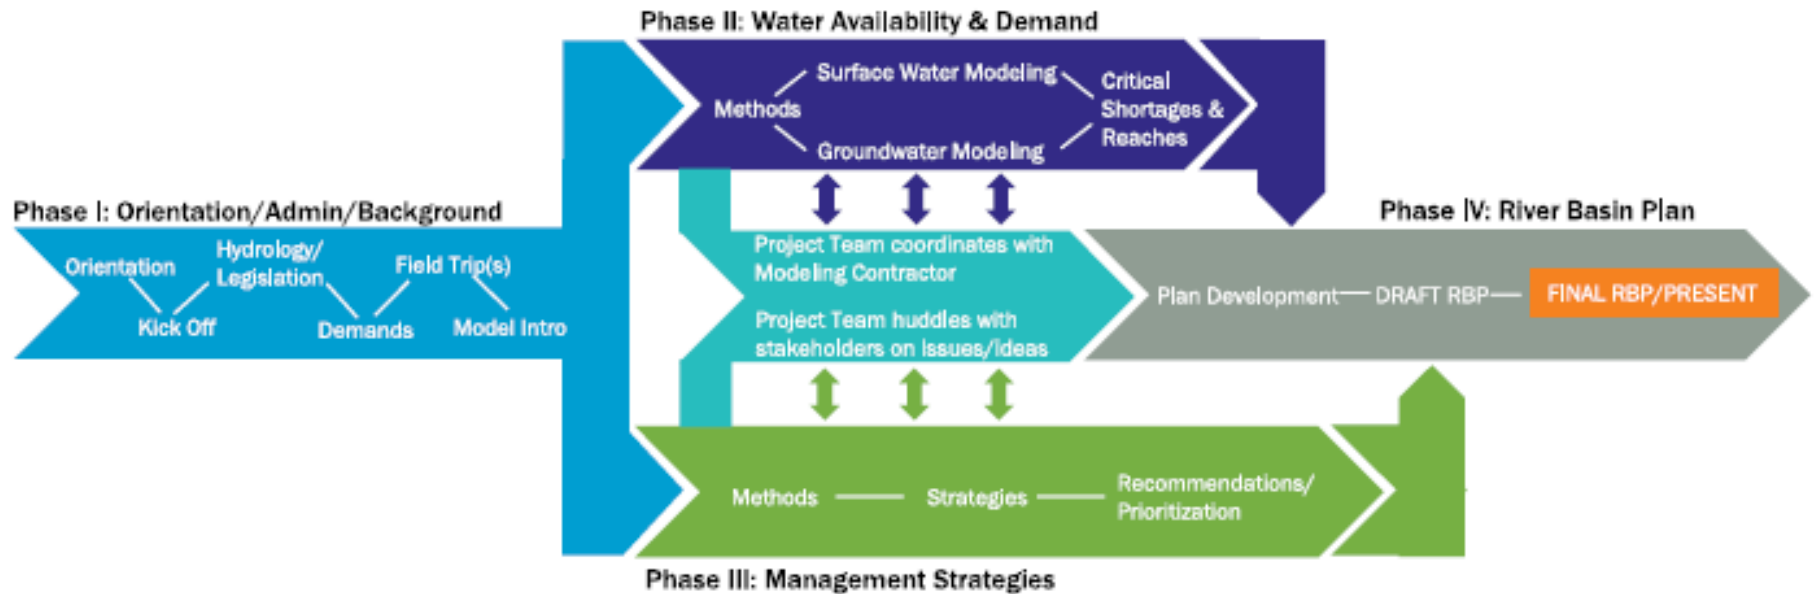 Phase II: Water Availability & Demand
Surface Water Modeling
Critical
Shortages &
Reaches
Methods
Groundwater Modeling
Phase I: Orientation/Admin/Background
Orientation
Hydrology/
Legislation
Field Trip(s)
Kick Off
Demands
Model Intro
Project Team coordinates with
Modeling Contractor
Project Team huddles with
stakeholders on issues/ideas
Phase IV: River Basin Plan
Plan Development
DRAFT RBP
FINAL RBP/PRESENT
Methods
Strategies
Recommendations/
Prioritization
Phase III: Management Strategies